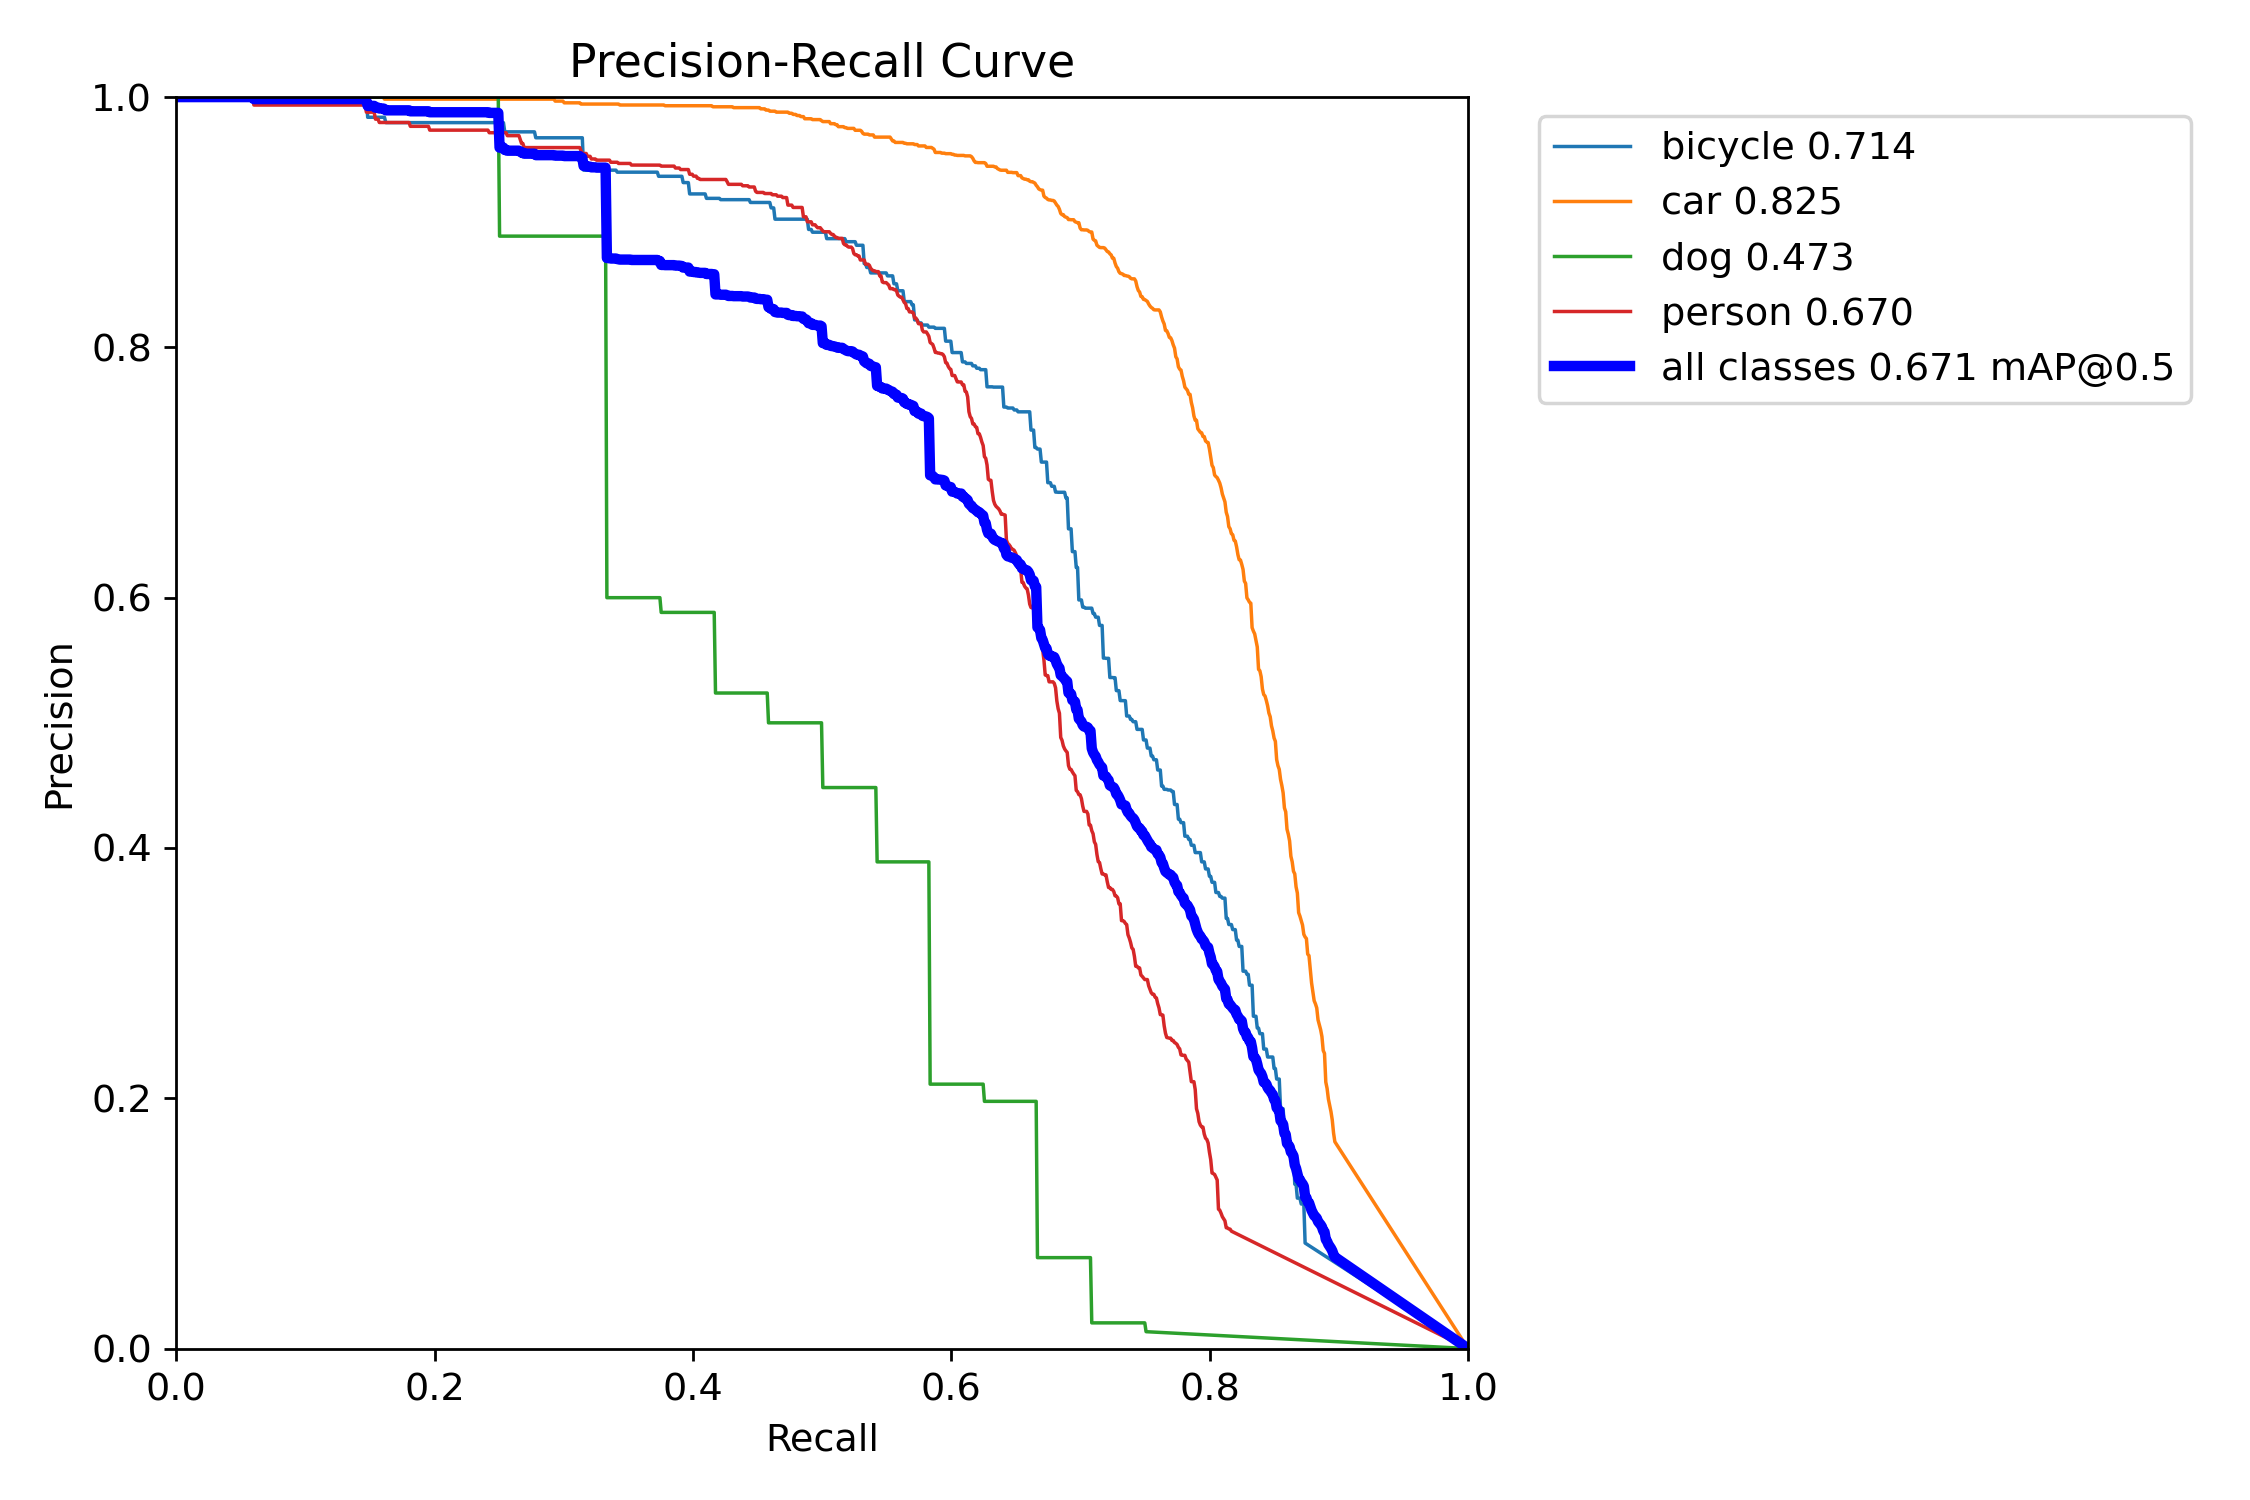 Precision-Recall Curve
1.0
0.8
0.6
0.4
0.2
0.0
Precision
0.0 0.2 0.4 0.6 0.8 1.0
Recall
bicycle 0.714
car 0.825
dog 0.473
person 0.670
all classes 0.671 mAP@0.5